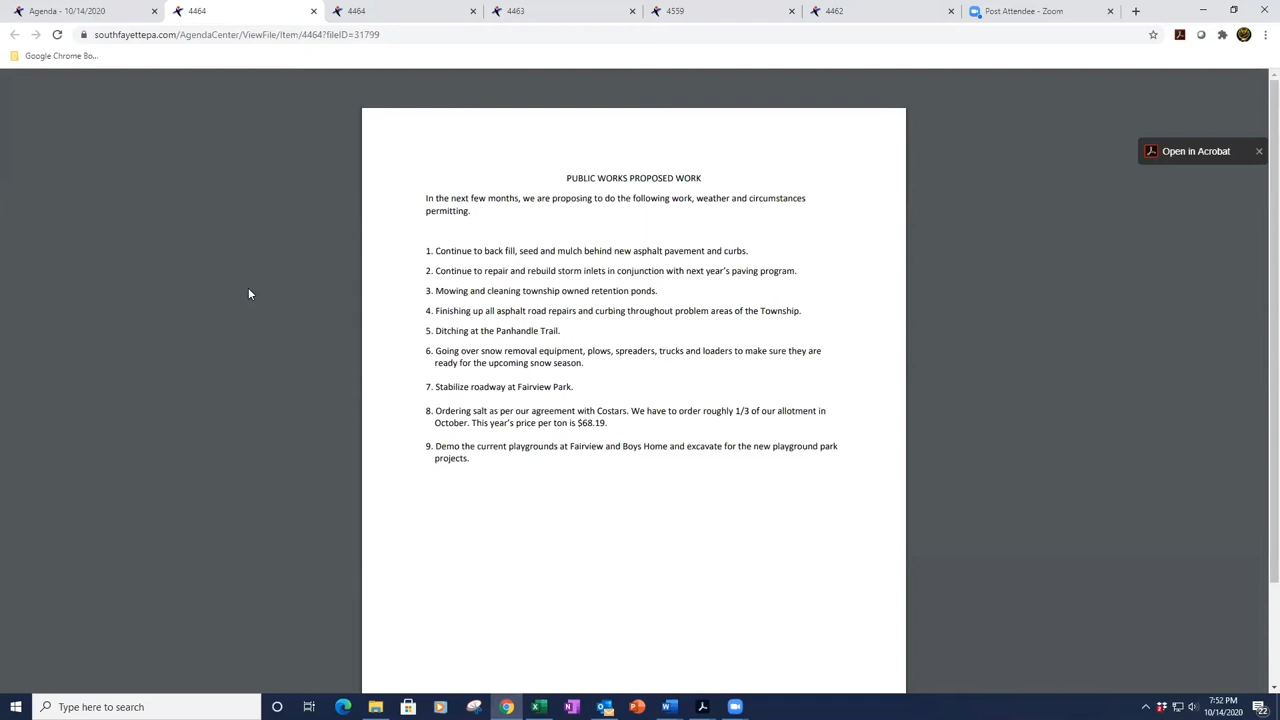 Agenda - 10/14/2020
4464
4464
4463
4559
4462
Post Attendee - Zoom
southfayettepa.com/AgendaCenter/ViewFile/Item/4464?fileID=31799
Google Chrome Bo...
Open in Acrobat
PUBLIC WORKS PROPOSED WORK
In the next few months, we are proposing to do the following work, weather and circumstances
permitting.
1. Continue to back fill, seed and mulch behind new asphalt pavement and curbs.
2. Continue to repair and rebuild storm inlets in conjunction with next year's paving program.
3. Mowing and cleaning township owned retention ponds.
4. Finishing up all asphalt road repairs and curbing throughout problem areas of the Township.
5. Ditching at the Panhandle Trail.
6. Going over snow removal equipment, plows, spreaders, trucks and loaders to make sure they are
ready for the upcoming snow season.
7. Stabilize roadway at Fairview Park.
8. Ordering salt as per our agreement with Costars. We have to order roughly 1/3 of our allotment in
October. This year's price per ton is $68.19.
9. Demo the current playgrounds at Fairview and Boys Home and excavate for the new playground park
projects.
Type here to search
7:52 PM
10/14/2020
22